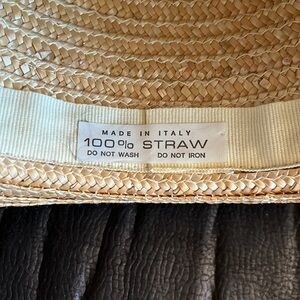 MADE IN ITALY
100% STRAW
DO NOT WASH DO NOT IRON